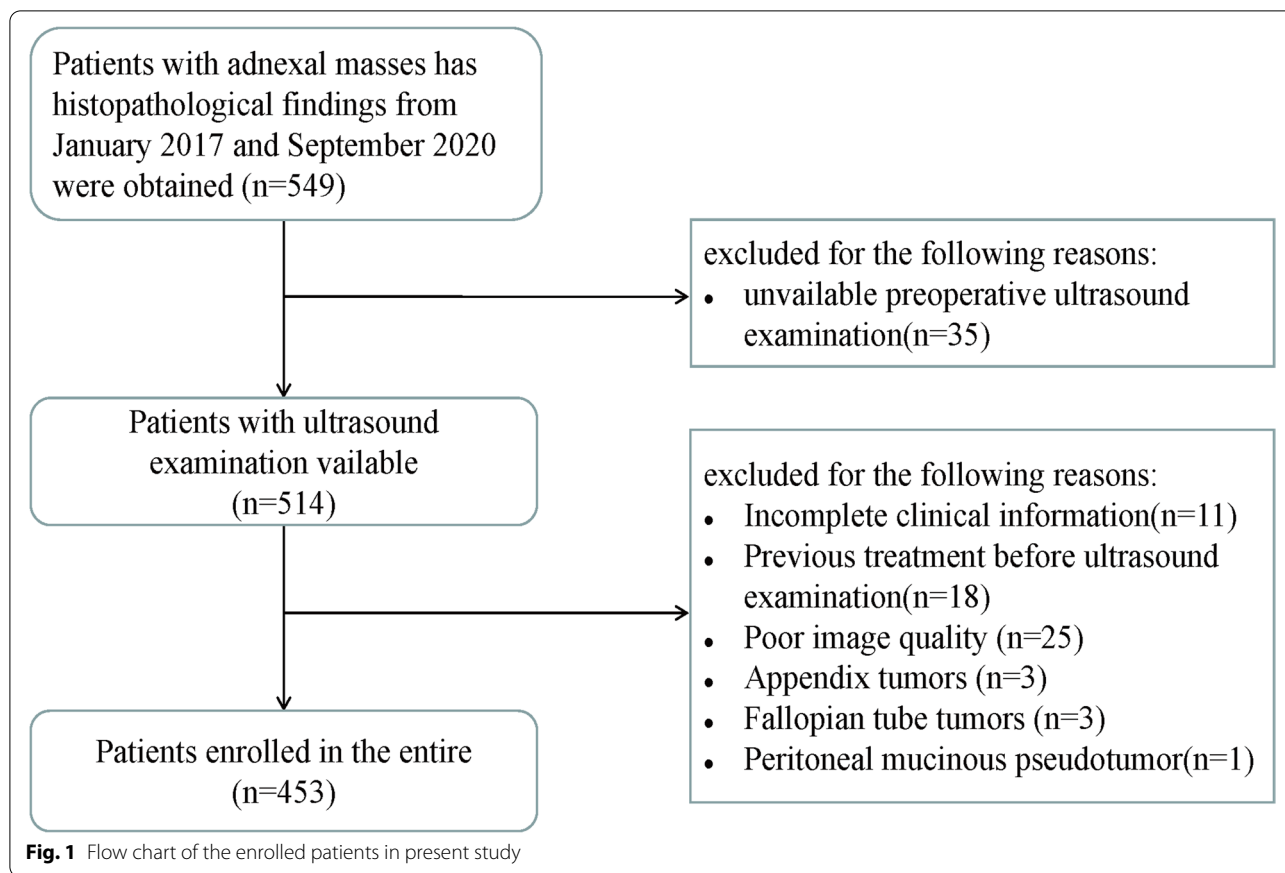 Patients with adnexal masses has
histopathological findings from
January 2017 and September 2020
were obtained (n=549)
excluded for the following reasons:
• unvailable preoperative ultrasound
examination(n=35)
Patients with ultrasound
examination vailable
(n=514)
excluded for the following reasons:
• Incomplete clinical information(n=11)
• Previous treatment before ultrasound
examination(n=18)
• Poor image quality (n=25)
• Appendix tumors (n=3)
• Fallopian tube tumors (n=3)
• Peritoneal mucinous pseudotumor(n=1)
Patients enrolled in the entire
(n=453)
Fig. 1 Flow chart of the enrolled patients in present study